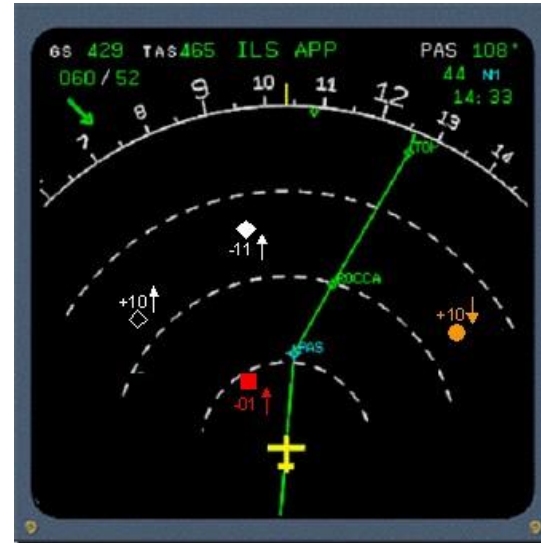 GS 429 TAS465 ILS APP PAS 108°
060/52 44 NM
14:33
7 8 9 10 11 12 13 14
TOP
-11
ROCCA
+10
+10
PAS
-01